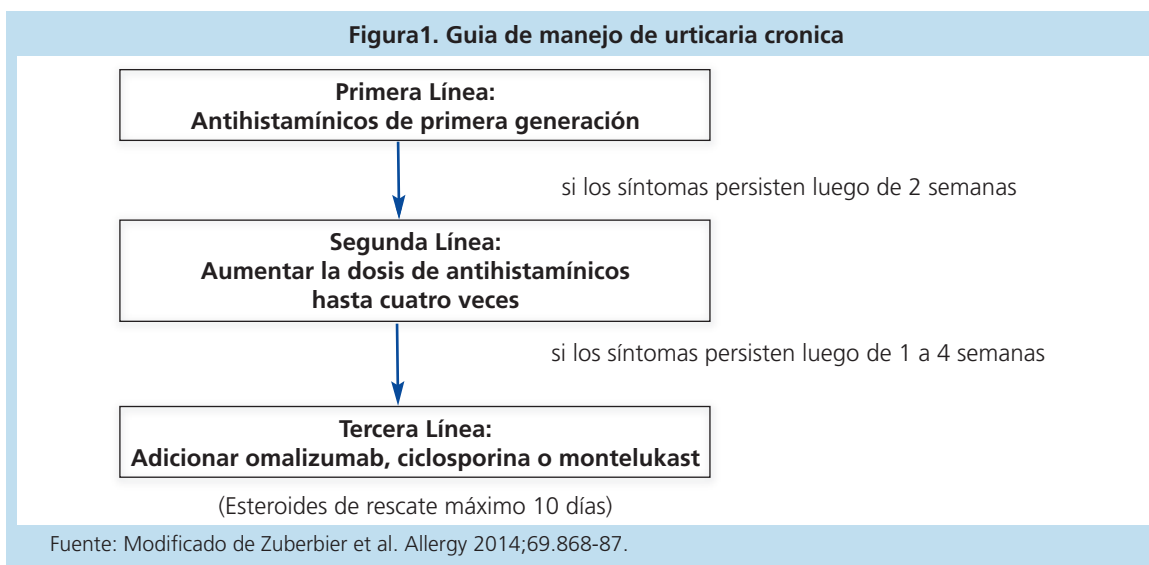 Figura1. Guia de manejo de urticaria cronica
Primera Línea:
Antihistamínicos de primera generación
si los síntomas persisten luego de 2 semanas
Segunda Línea:
Aumentar la dosis de antihistamínicos
hasta cuatro veces
si los síntomas persisten luego de 1 a 4 semanas
Tercera Línea:
Adicionar omalizumab, ciclosporina o montelukast
(Esteroides de rescate máximo 10 días)
Fuente: Modificado de Zuberbier et al. Allergy 2014;69.868-87.